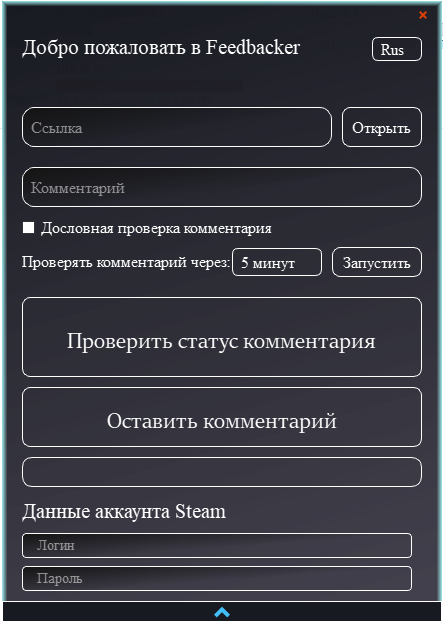 Добро пожаловать в Feedbacker
Rus
Ссылка
Открыть
Комментарий
Дословная проверка комментария
Проверять комментарий через:
5 минут
Запустить
Проверить статус комментария
Оставить комментарий
Данные аккаунта Steam
Логин
Пароль